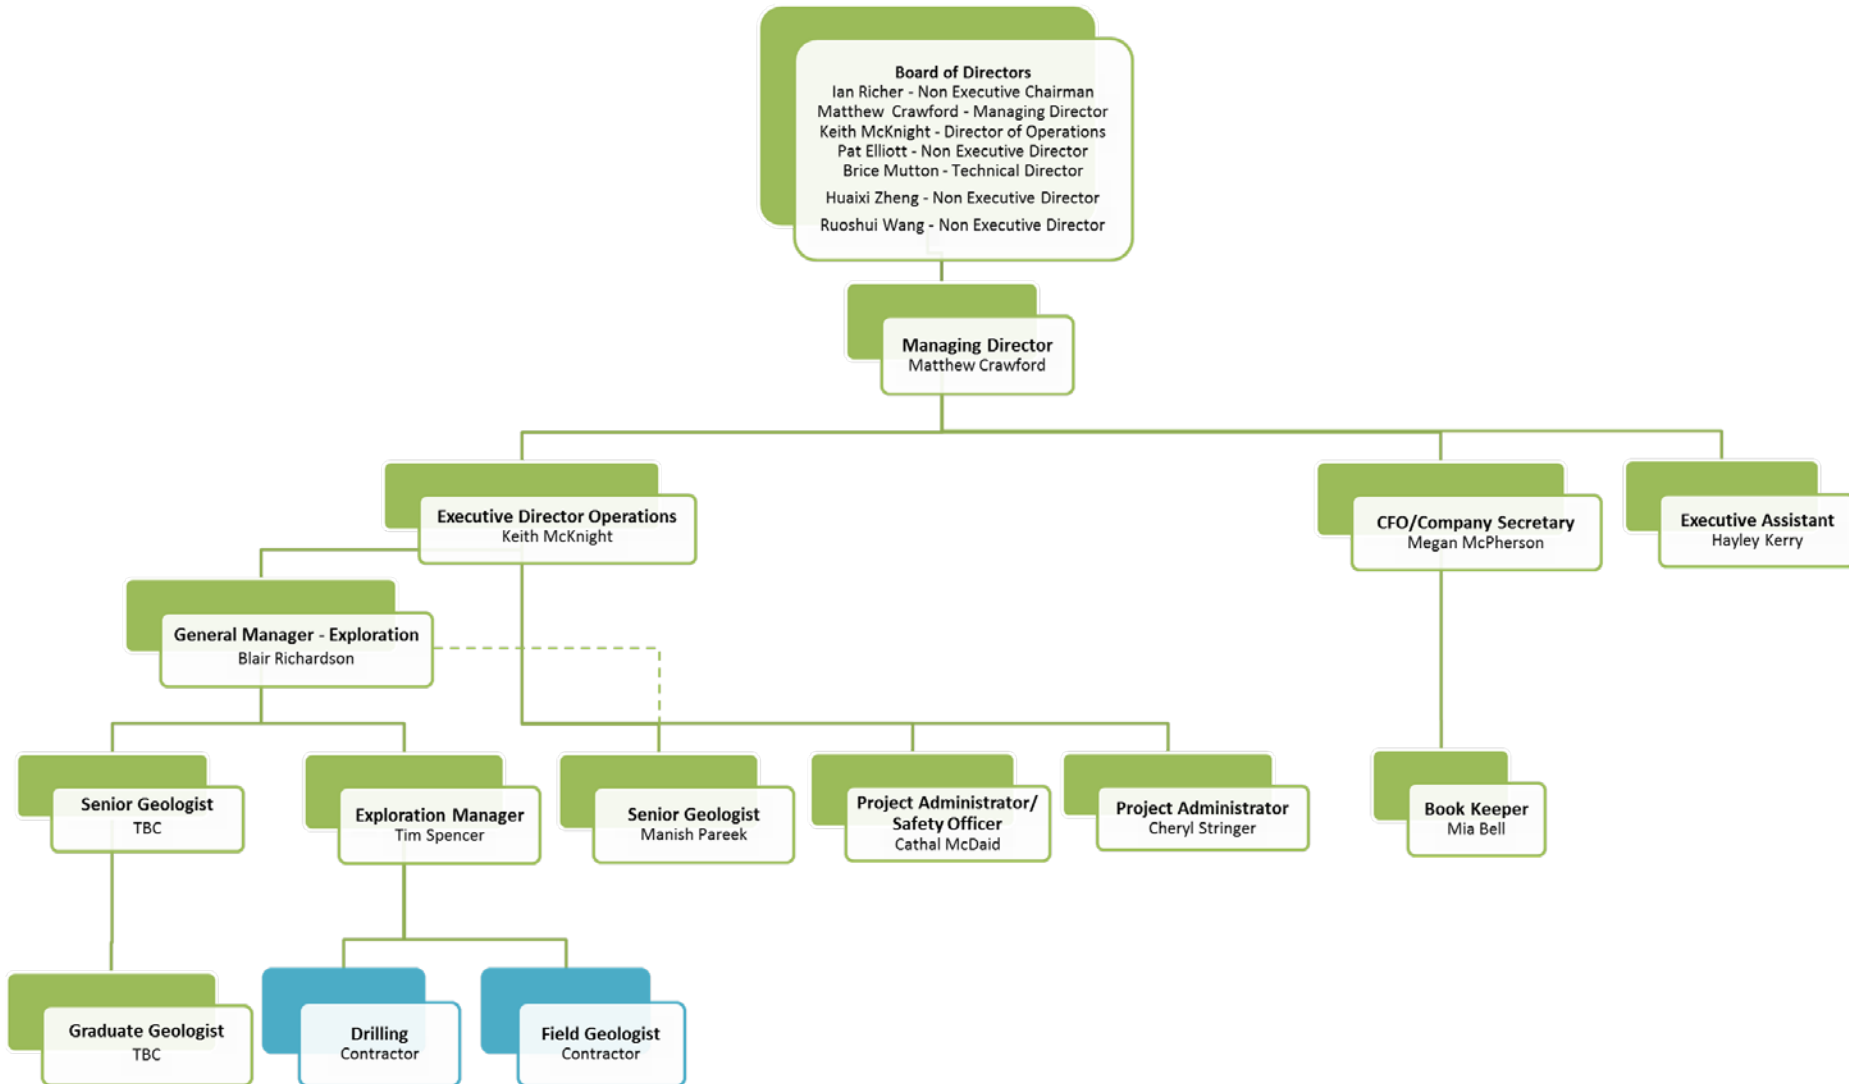 Board of Directors
Ian Richer - Non Executive Chairman
Matthew Crawford - Managing Director
Keith McKnight - Director of Operations
Pat Elliott - Non Executive Director
Brice Mutton - Technical Director
Huaixi Zheng - Non Executive Director
Ruoshui Wang - Non Executive Director
Managing Director
Matthew Crawford
Executive Director Operations
Keith McKnight
CFO/Company Secretary
Megan McPherson
Executive Assistant
Hayley Kerry
General Manager - Exploration
Blair Richardson
Senior Geologist
TBC
Exploration Manager
Tim Spencer
Senior Geologist
Manish Pareek
Project Administrator/
Safety Officer
Cathal McDaid
Project Administrator
Cheryl Stringer
Book Keeper
Mia Bell
Graduate Geologist
TBC
Drilling
Contractor
Field Geologist
Contractor